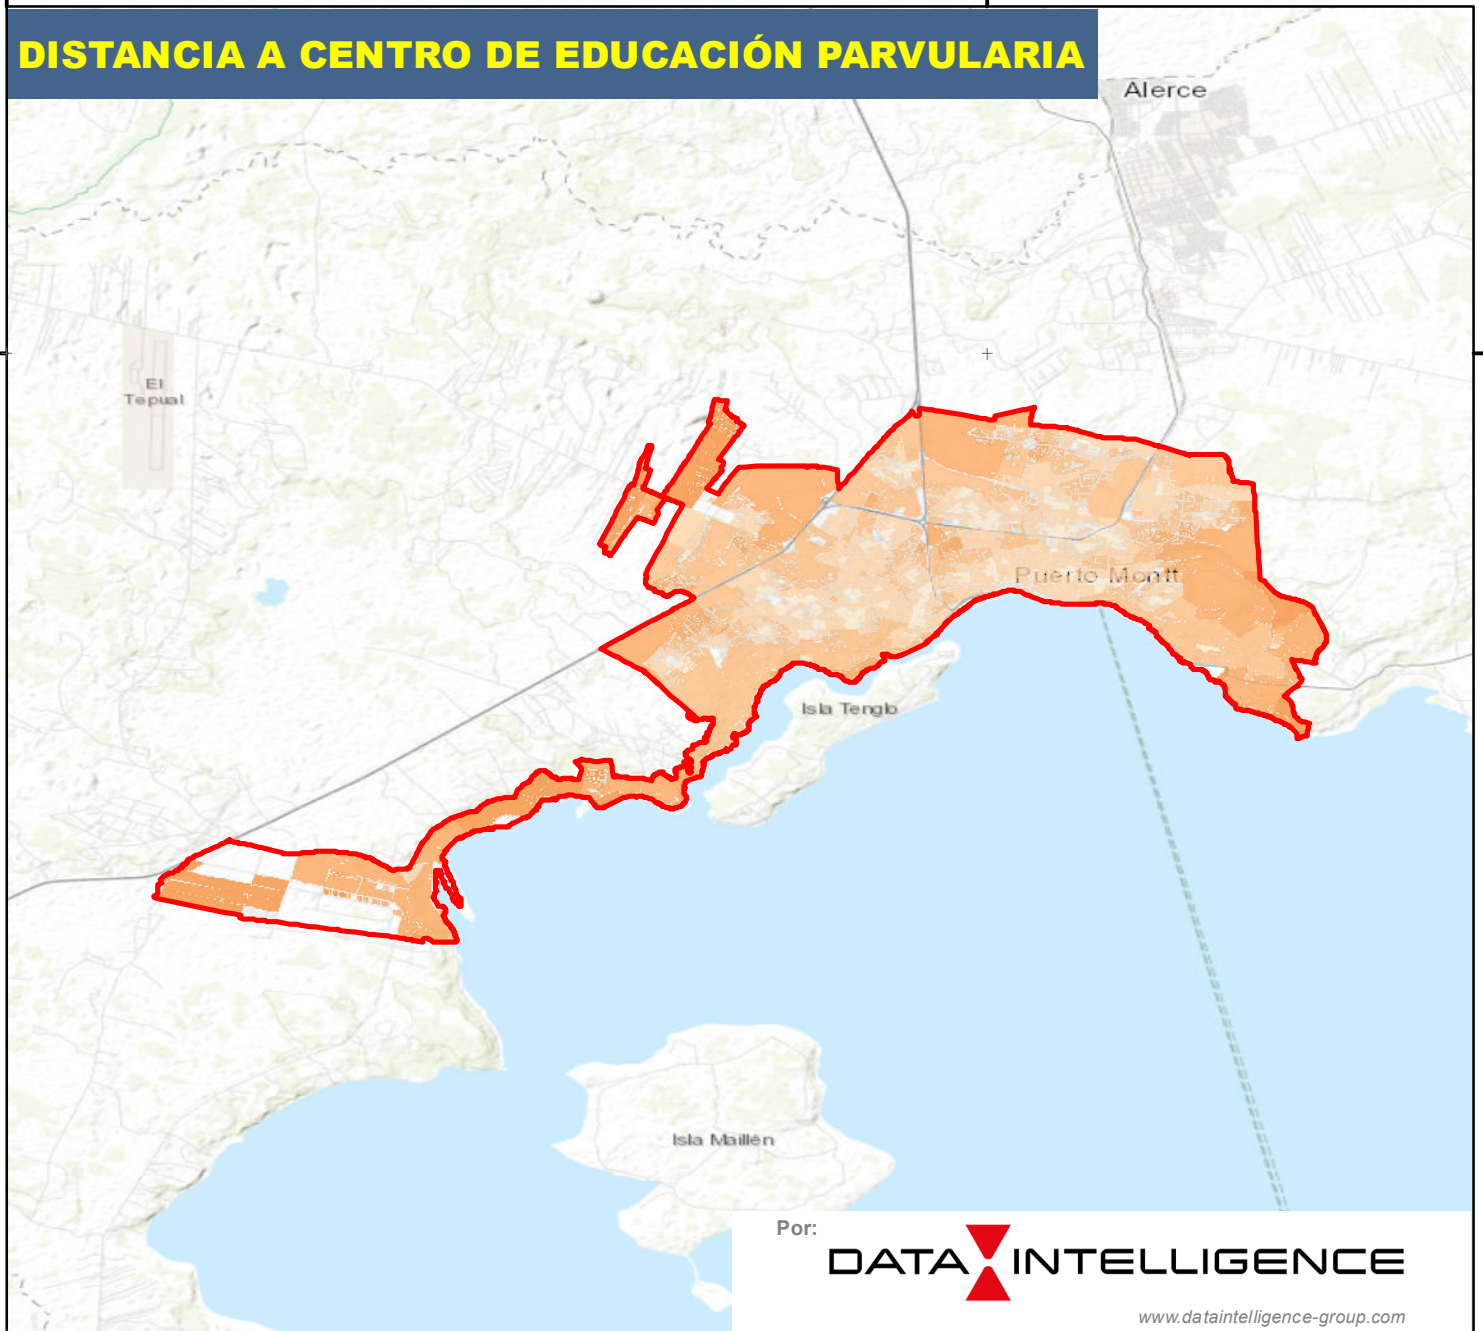 DISTANCIA A CENTRO DE EDUCACIÓN PARVULARIA
Alerce
El
Tepual
Puerto Montt
Isla Tenglo
Isla Maillén
Por:
DATA INTELLIGENCE
www.dataintelligence-group.com